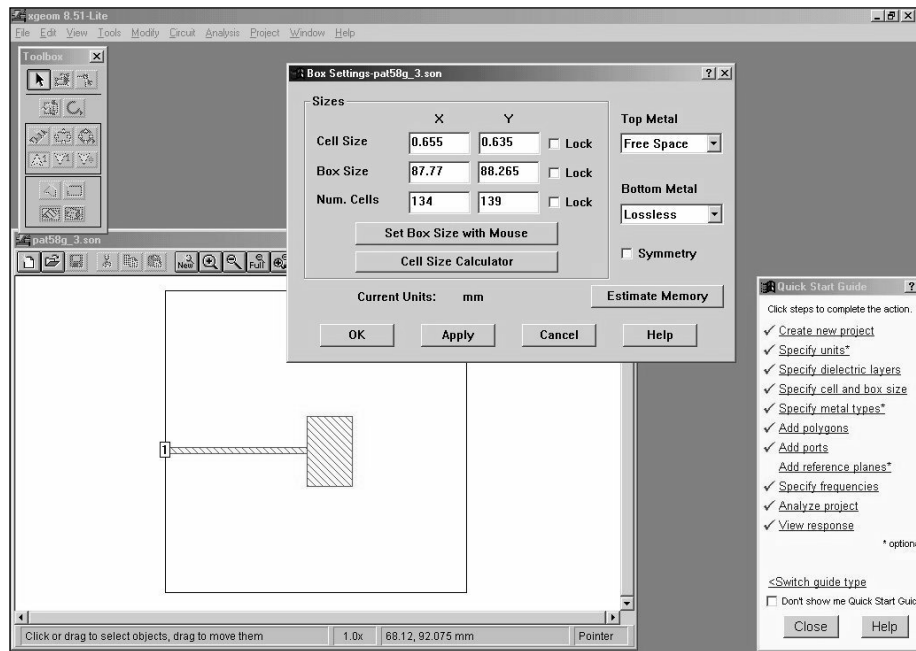 xgeom 8.51-Lite
File Edit View Tools Modify Circuit Analysis Project Window Help
Toolbox
Box Settings-pat58g_3.son
Sizes
X Y
Cell Size 0.655 0.635 Lock
Box Size 87.77 88.265 Lock
Num. Cells 134 139 Lock
Set Box Size with Mouse
Cell Size Calculator
Top Metal
Free Space
Bottom Metal
Lossless
Symmetry
Current Units: mm
Estimate Memory
OK Apply Cancel Help
pat58g_3.son
New Full
1
Click or drag to select objects, drag to move them 1.0x 68.12, 92.075 mm Pointer
Quick Start Guide
Click steps to complete the action.
Create new project
Specify units*
Specify dielectric layers
Specify cell and box size
Specify metal types*
Add polygons
Add ports
Add reference planes*
Specify frequencies
Analyze project
View response
* optiona
<Switch guide type
Don't show me Quick Start Guid
Close Help